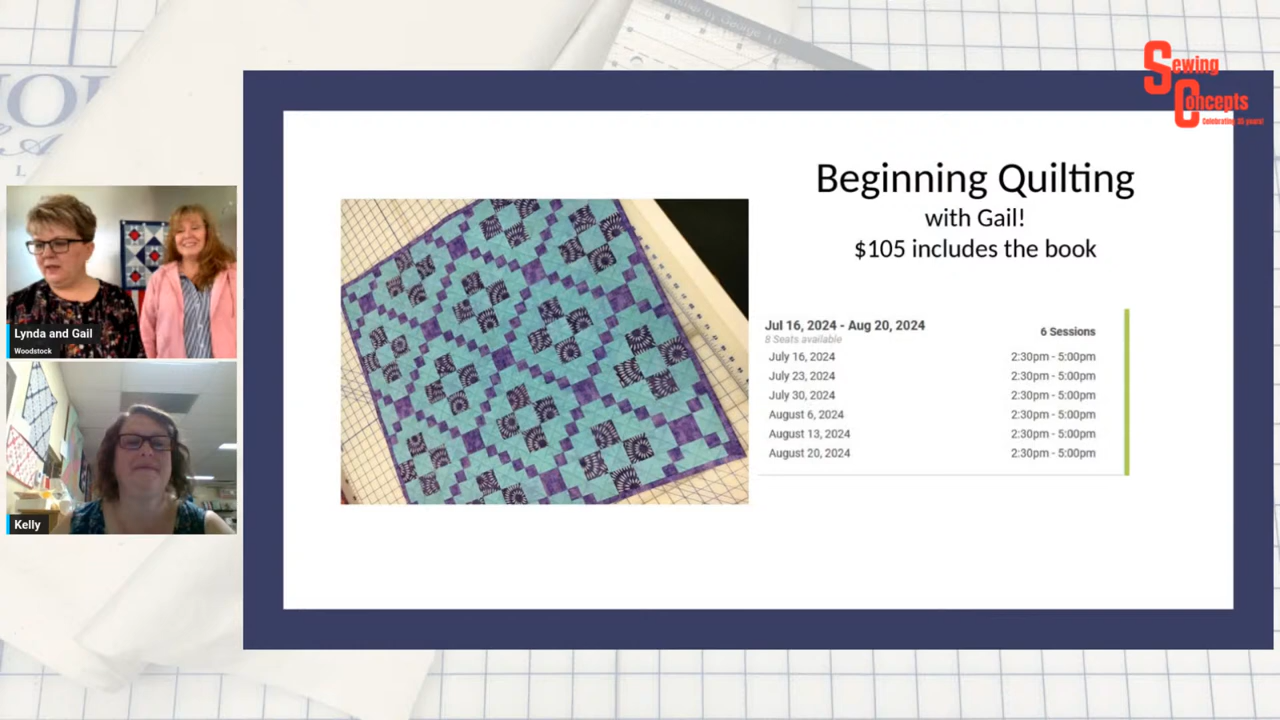 Sewing
Concepts
Celebrating 35 years!
Beginning Quilting
with Gail!
$105 includes the book
Jul 16, 2024 - Aug 20, 2024
6 Sessions
8 Seats available
July 16, 2024 2:30pm - 5:00pm
July 23, 2024 2:30pm - 5:00pm
July 30, 2024 2:30pm - 5:00pm
August 6, 2024 2:30pm - 5:00pm
August 13, 2024 2:30pm - 5:00pm
August 20, 2024 2:30pm - 5:00pm
Lynda and Gail
Woodstock
Kelly